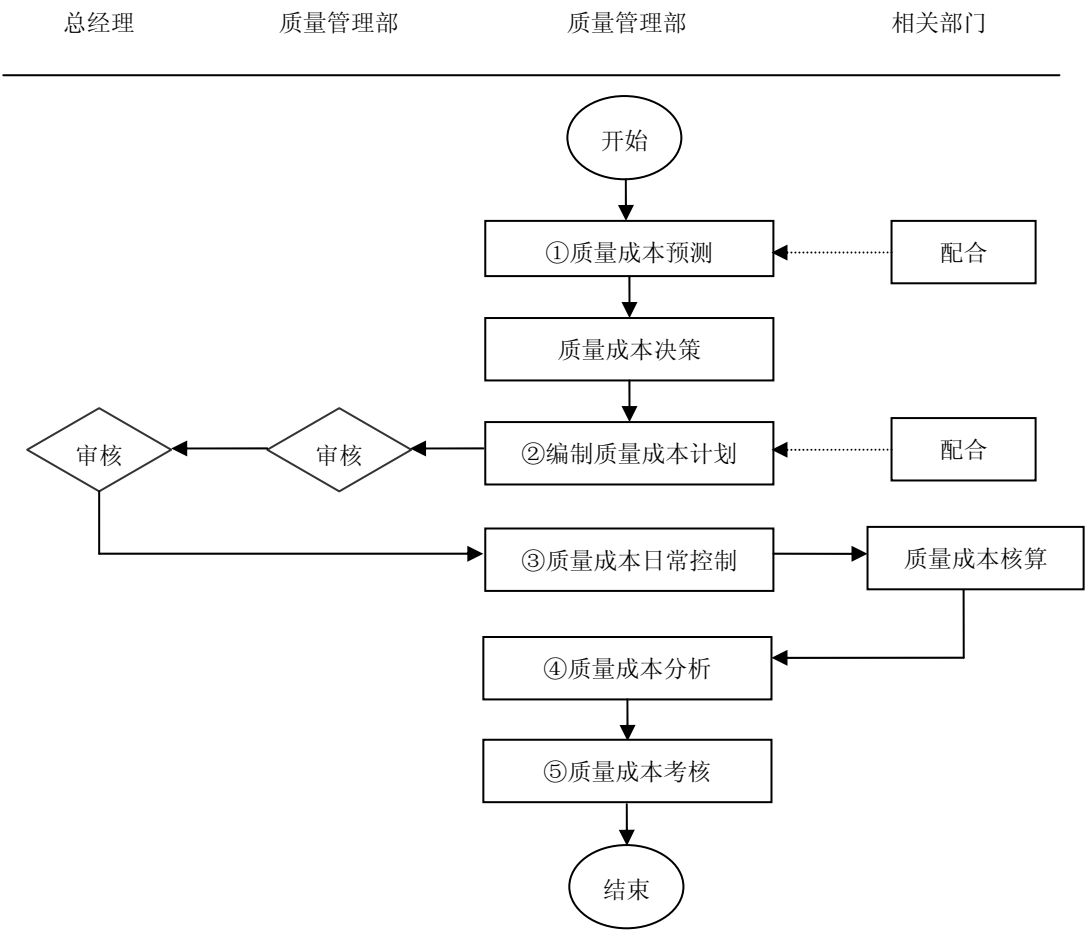 总经理 质量管理部 质量管理部 相关部门
开始
①质量成本预测 配合
质量成本决策
审核 审核 ②编制质量成本计划 配合
③质量成本日常控制 质量成本核算
④质量成本分析
⑤质量成本考核
结束